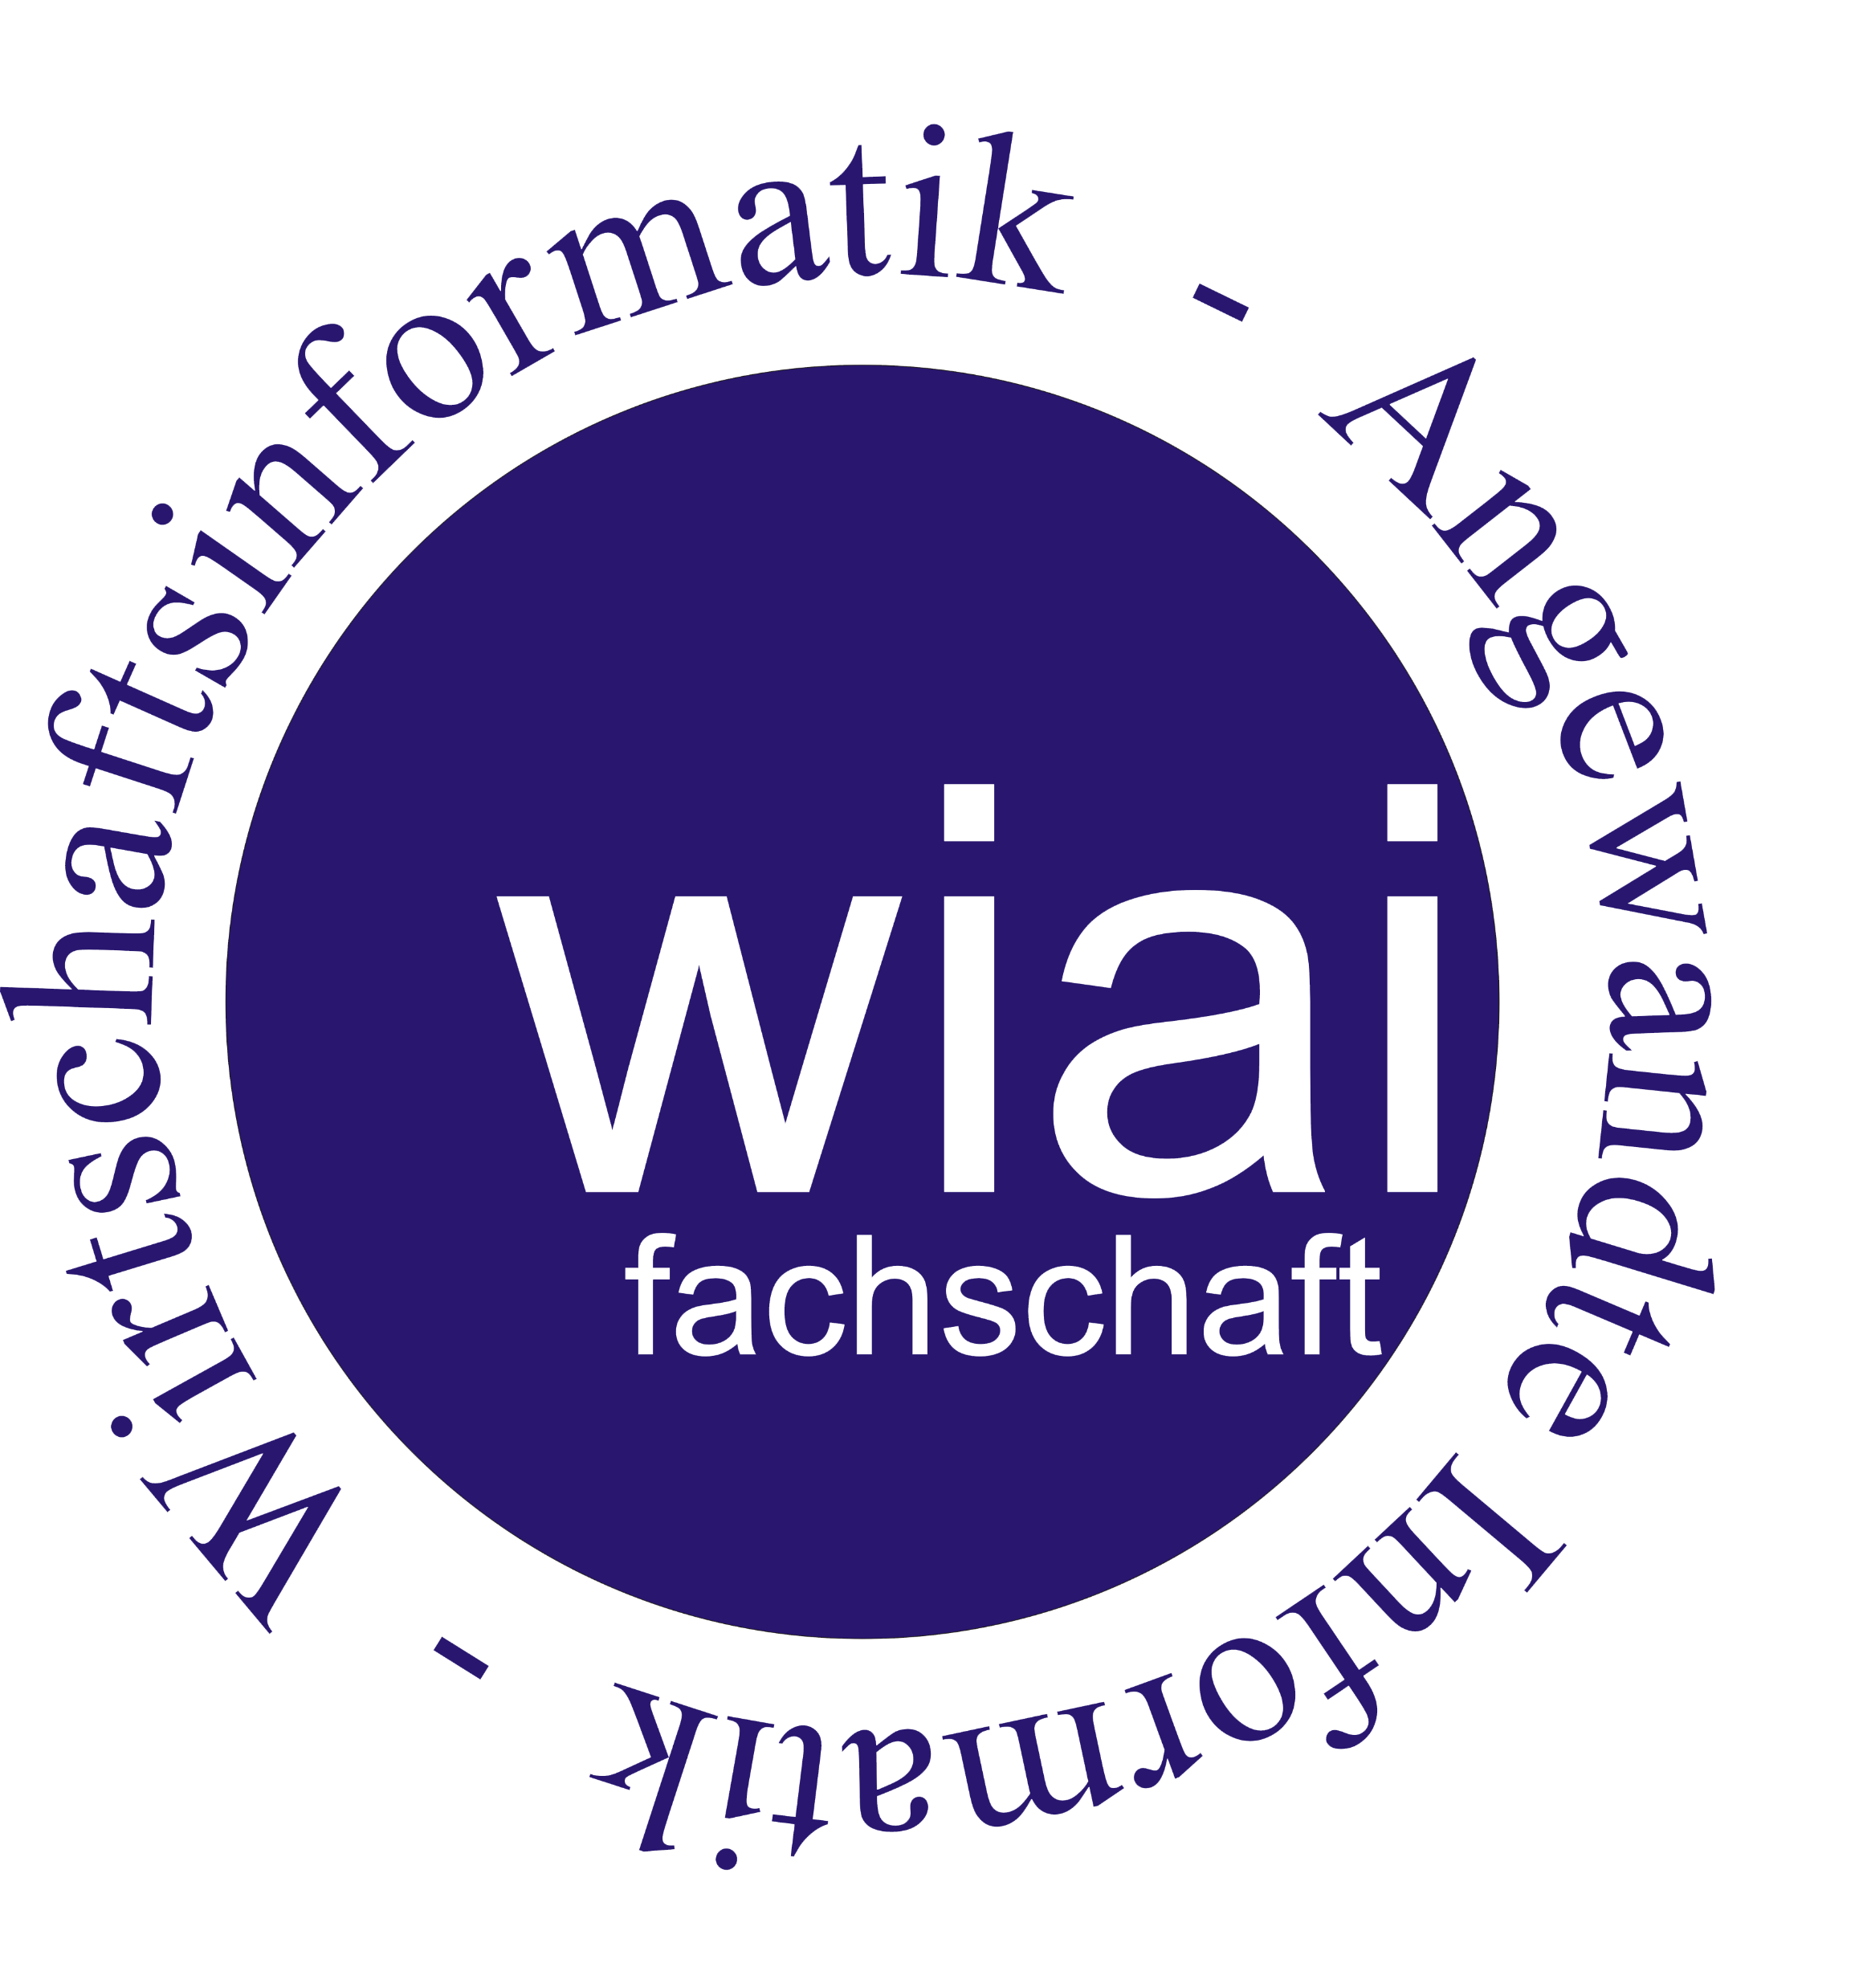 Wirtschaftsinformatik - Angewandte Informatik -
wiai
fachschaft